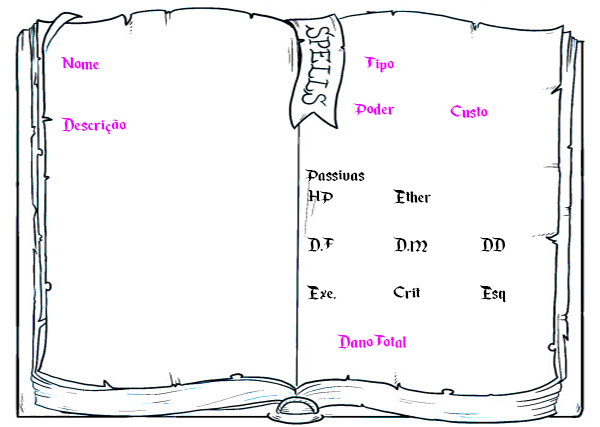 Nome
Descrição
SPELLS
Tipo
Poder Custo
Passivas
HP Ether
D.F D.M DD
Exe. Crit Esq
Dano Total